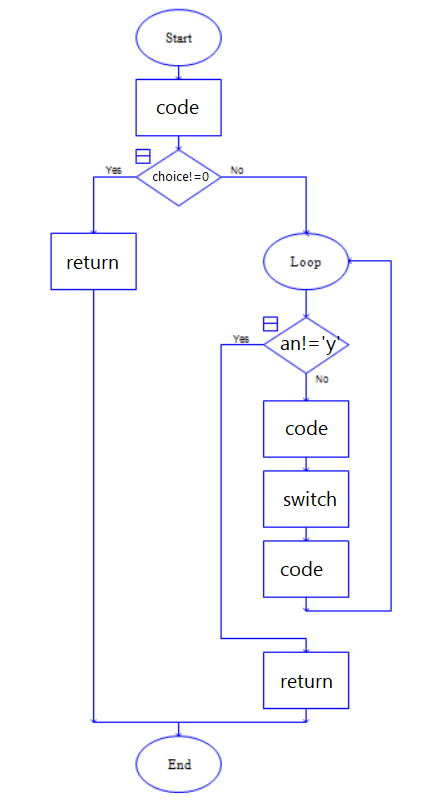 Start
code
choice!=0
Yes
No
return
Loop
an!='y'
Yes
No
code
switch
code
return
End